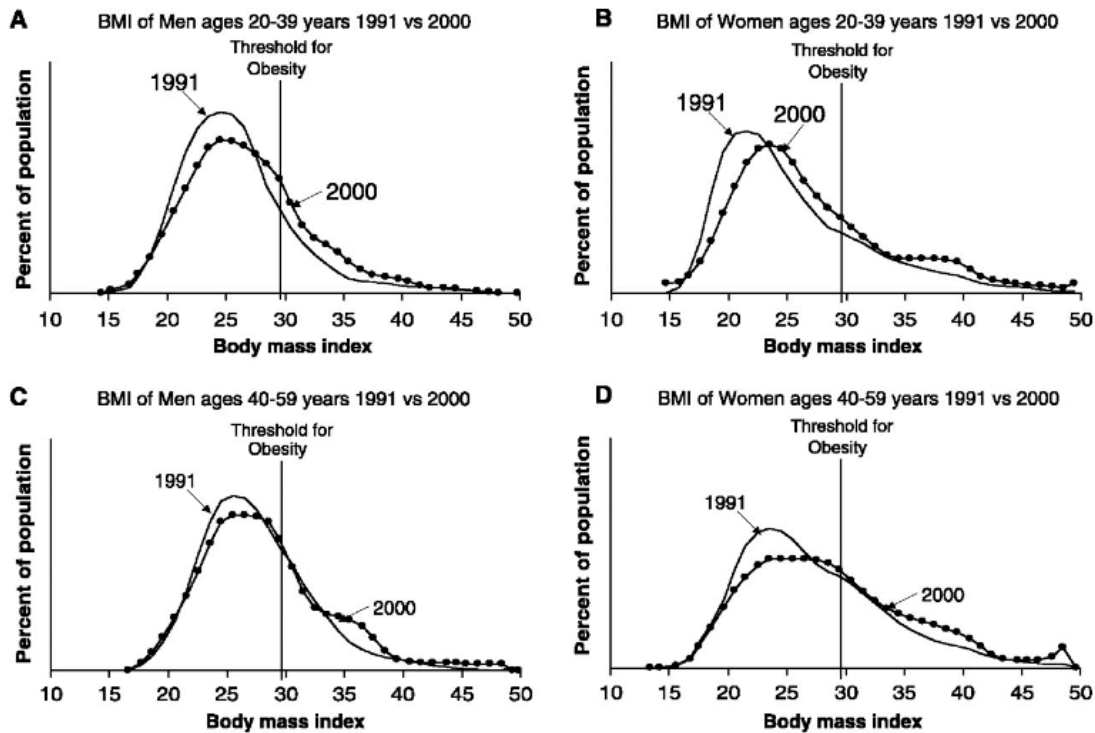 A
BMI of Men ages 20-39 years 1991 vs 2000
Threshold for
Obesity
1991
2000
Percent of population
10 15 20 25 30 35 40 45 50
Body mass index
B
BMI of Women ages 20-39 years 1991 vs 2000
Threshold for
Obesity
1991
2000
Percent of population
10 15 20 25 30 35 40 45 50
Body mass index
C
BMI of Men ages 40-59 years 1991 vs 2000
Threshold for
Obesity
1991
2000
Percent of population
10 15 20 25 30 35 40 45 50
Body mass index
D
BMI of Women ages 40-59 years 1991 vs 2000
Threshold for
Obesity
1991
2000
Percent of population
10 15 20 25 30 35 40 45 50
Body mass index